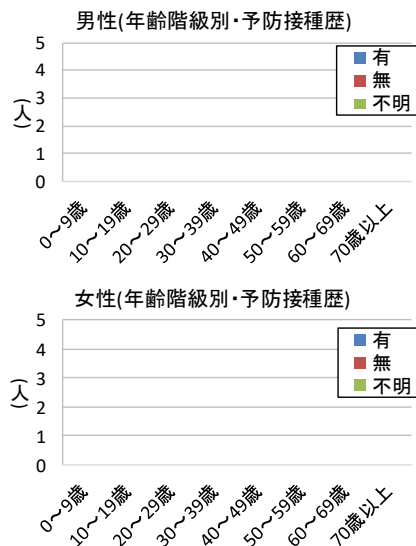 男性(年齢階級別･予防接種歴)
5
4
3
2
1
0
(人)
有
無
不明
0～9歳
10～19歳
20～29歳
30～39歳
40～49歳
50～59歳
60～69歳
70歳以上
女性(年齢階級別･予防接種歴)
5
4
3
2
1
0
(人)
有
無
不明
0～9歳
10～19歳
20～29歳
30～39歳
40～49歳
50～59歳
60～69歳
70歳以上